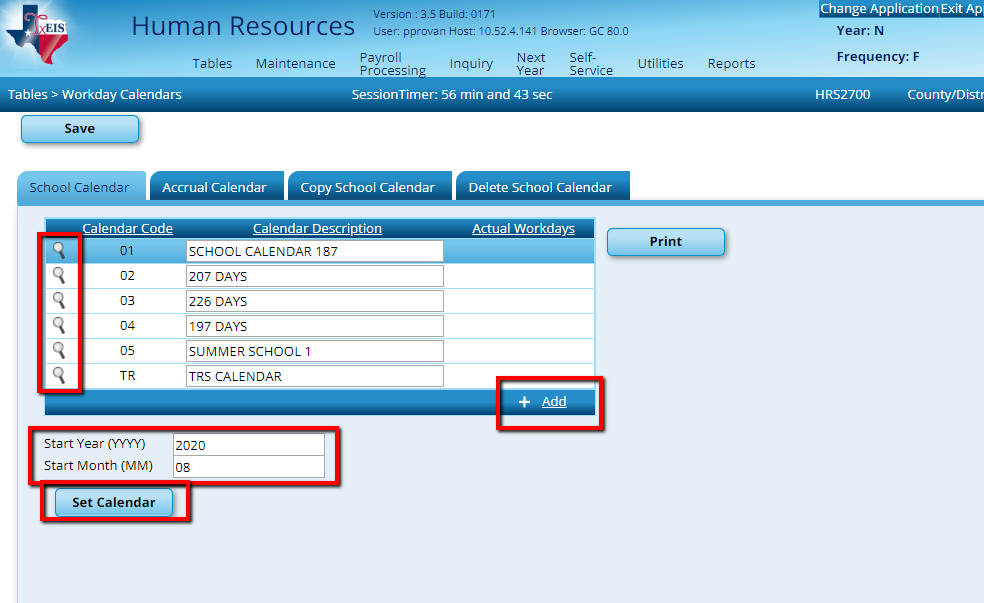 TxEIS
Human Resources
Version : 3.5 Build: 0171
User: pprovan Host: 10.52.4.141 Browser: GC 80.0
Change Application Exit Ap
Year: N
Frequency: F
Tables Maintenance Payroll Processing Inquiry Next Year Self-Service Utilities Reports
Tables > Workday Calendars SessionTimer: 56 min and 43 sec HRS2700 County/Distr
Save
School Calendar Accrual Calendar Copy School Calendar Delete School Calendar
Calendar Code Calendar Description Actual Workdays
01 SCHOOL CALENDAR 187
02 207 DAYS
03 226 DAYS
04 197 DAYS
05 SUMMER SCHOOL 1
TR TRS CALENDAR
+ Add
Print
Start Year (YYYY) 2020
Start Month (MM) 08
Set Calendar